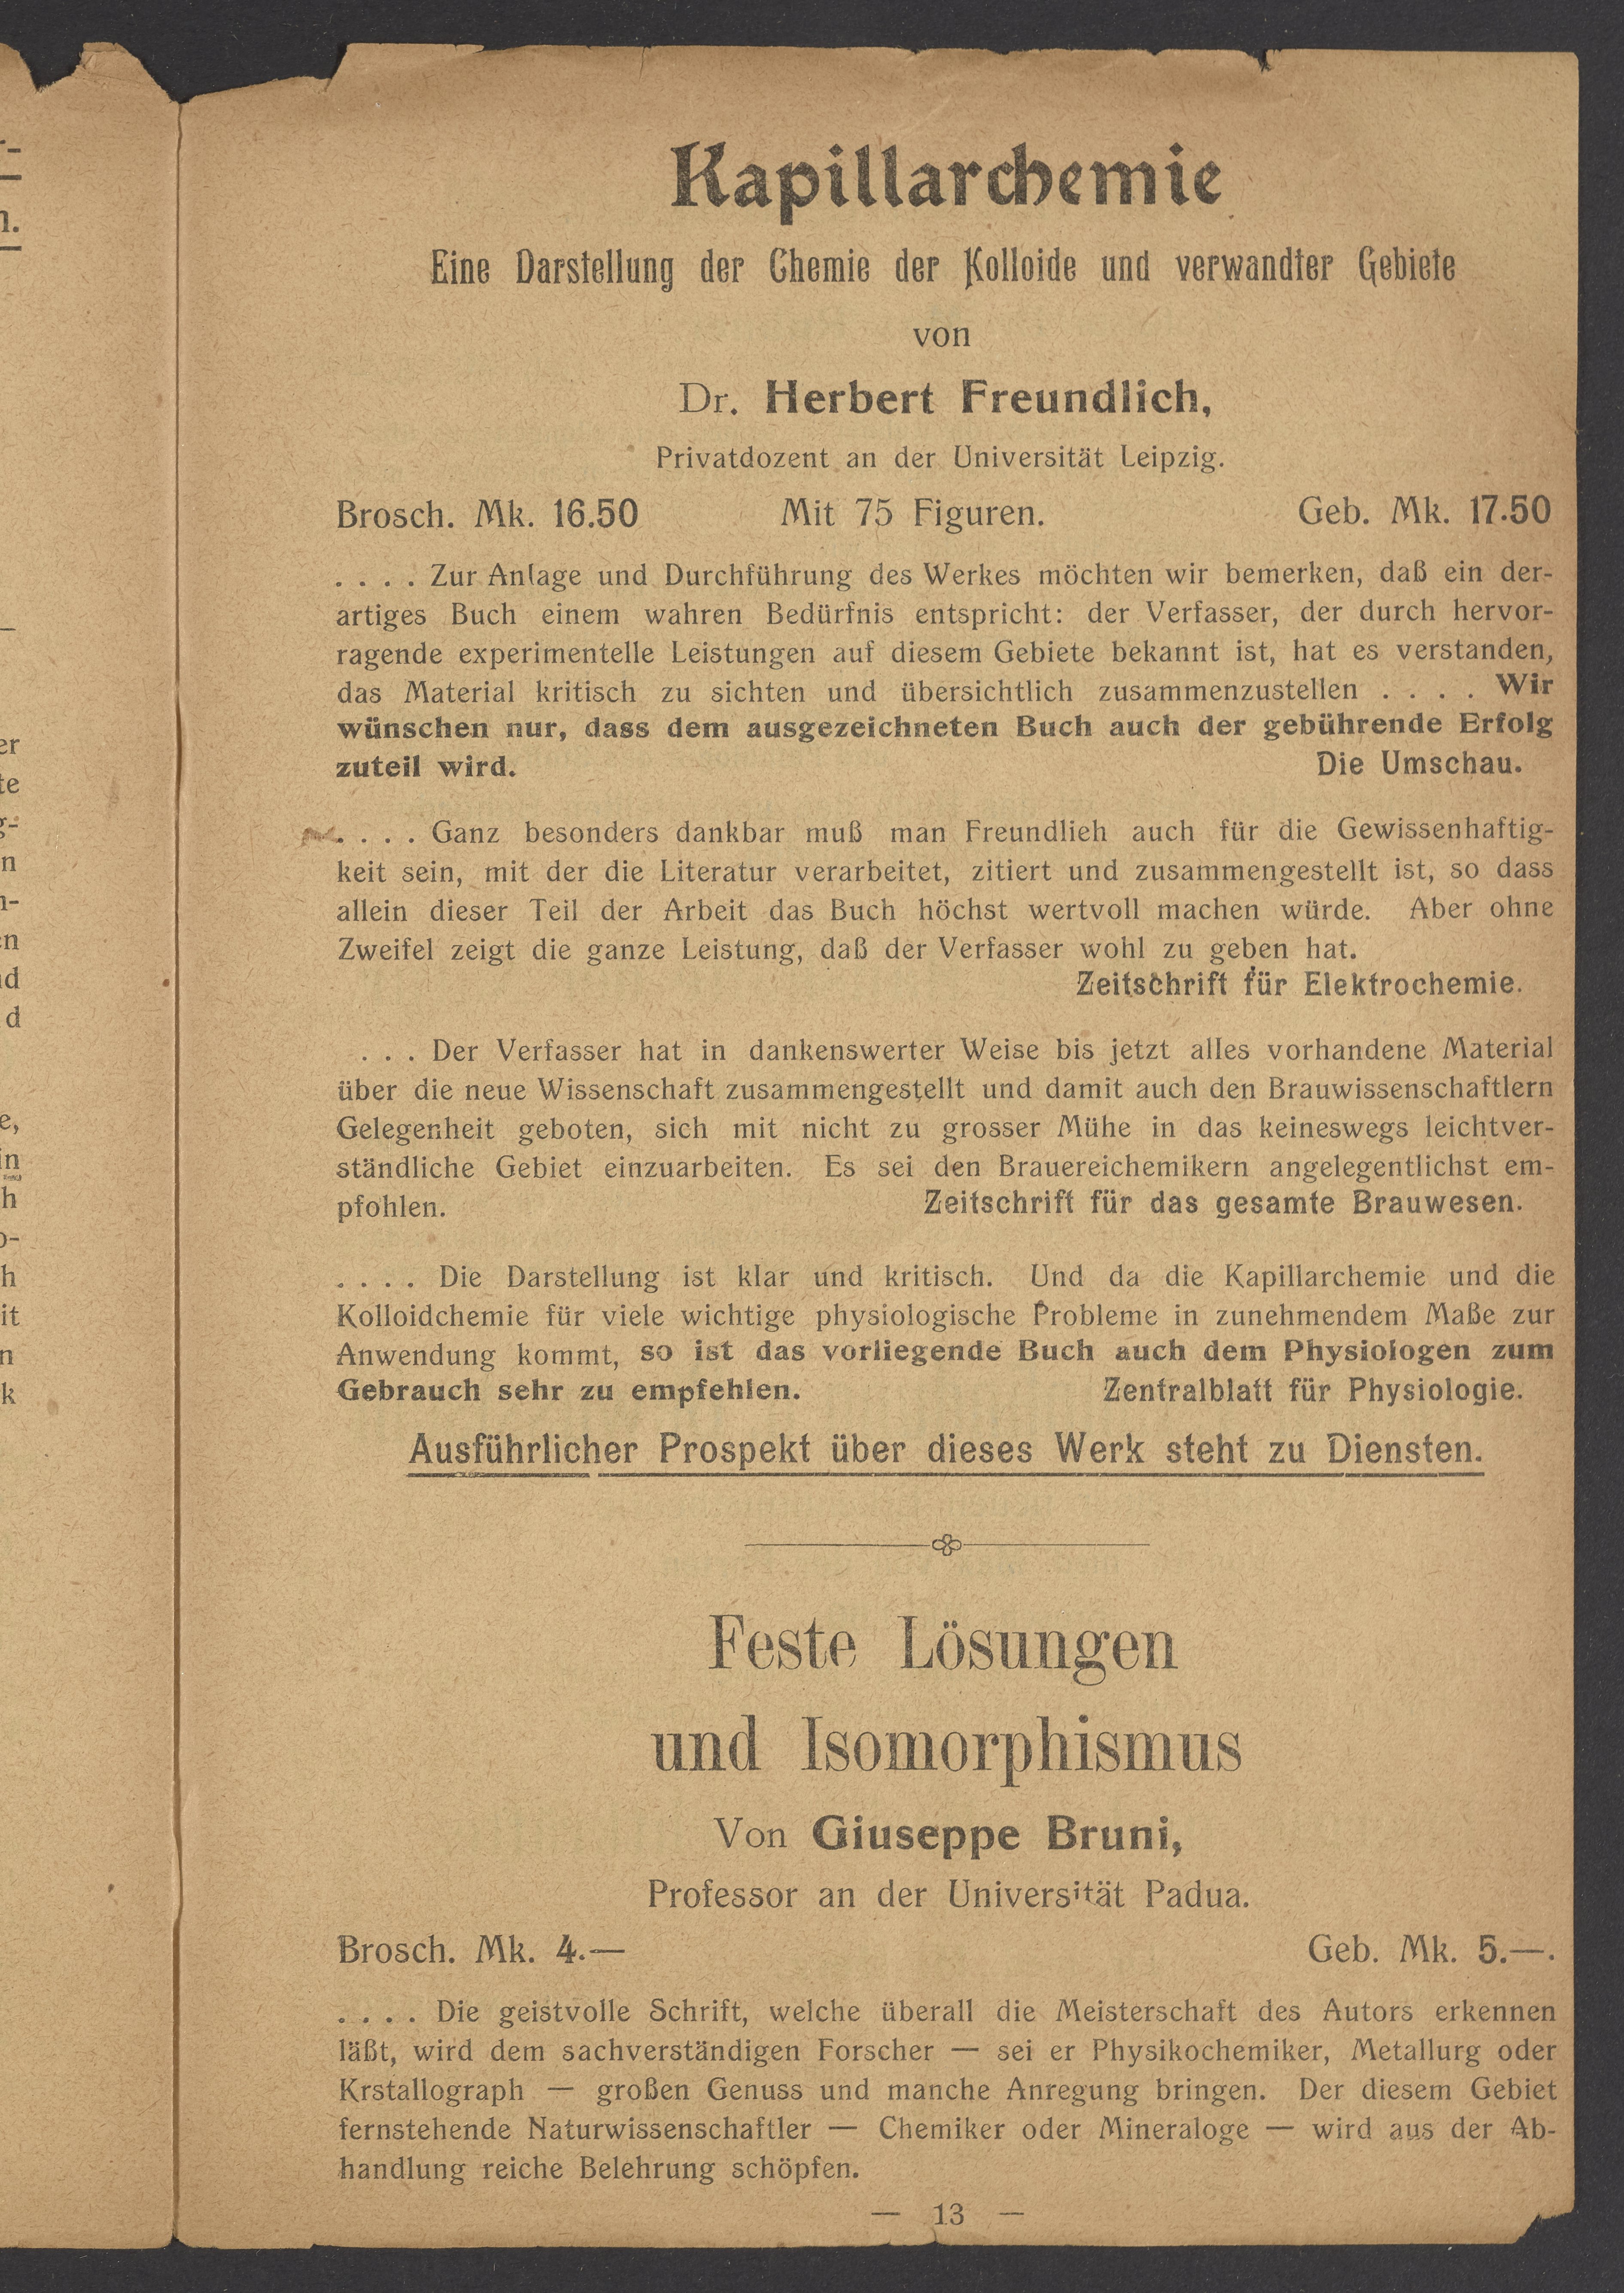 Kapillarchemie
Eine Darstellung der Chemie der Kolloide und verwandter Gebiete
von
Dr. Herbert Freundlich,
Privatdozent an der Universität Leipzig.
Brosch. Mk. 16.50 Mit 75 Figuren. Geb. Mk. 17.50
. . . . Zur Anlage und Durchführung des Werkes möchten wir bemerken, daß ein der-
artiges Buch einem wahren Bedürfnis entspricht: der Verfasser, der durch hervor-
ragende experimentelle Leistungen auf diesem Gebiete bekannt ist, hat es verstanden,
das Material kritisch zu sichten und übersichtlich zusammenzustellen . . . . Wir
wünschen nur, dass dem ausgezeichneten Buch auch der gebührende Erfolg
zuteil wird. Die Umschau.
. . . . Ganz besonders dankbar muß man Freundlieh auch für die Gewissenhaftig-
keit sein, mit der die Literatur verarbeitet, zitiert und zusammengestellt ist, so dass
allein dieser Teil der Arbeit das Buch höchst wertvoll machen würde. Aber ohne
Zweifel zeigt die ganze Leistung, daß der Verfasser wohl zu geben hat.
Zeitschrift für Elektrochemie.
. . . Der Verfasser hat in dankenswerter Weise bis jetzt alles vorhandene Material
über die neue Wissenschaft zusammengestellt und damit auch den Brauwissenschaftlern
Gelegenheit geboten, sich mit nicht zu grosser Mühe in das keineswegs leichtver-
ständliche Gebiet einzuarbeiten. Es sei den Brauereichemikern angelegentlichst em-
pfohlen. Zeitschrift für das gesamte Brauwesen.
. . . . Die Darstellung ist klar und kritisch. Und da die Kapillarchemie und die
Kolloidchemie für viele wichtige physiologische Probleme in zunehmendem Maße zur
Anwendung kommt, so ist das vorliegende Buch auch dem Physiologen zum
Gebrauch sehr zu empfehlen. Zentralblatt für Physiologie.
Ausführlicher Prospekt über dieses Werk steht zu Diensten.
Feste Lösungen
und Isomorphismus
Von Giuseppe Bruni,
Professor an der Universität Padua.
Brosch. Mk. 4.— Geb. Mk. 5.—.
. . . . Die geistvolle Schrift, welche überall die Meisterschaft des Autors erkennen
läßt, wird dem sachverständigen Forscher — sei er Physikochemiker, Metallurg oder
Krstallograph — großen Genuss und manche Anregung bringen. Der diesem Gebiet
fernstehende Naturwissenschaftler — Chemiker oder Mineraloge — wird aus der Ab-
handlung reiche Belehrung schöpfen.
— 13 —